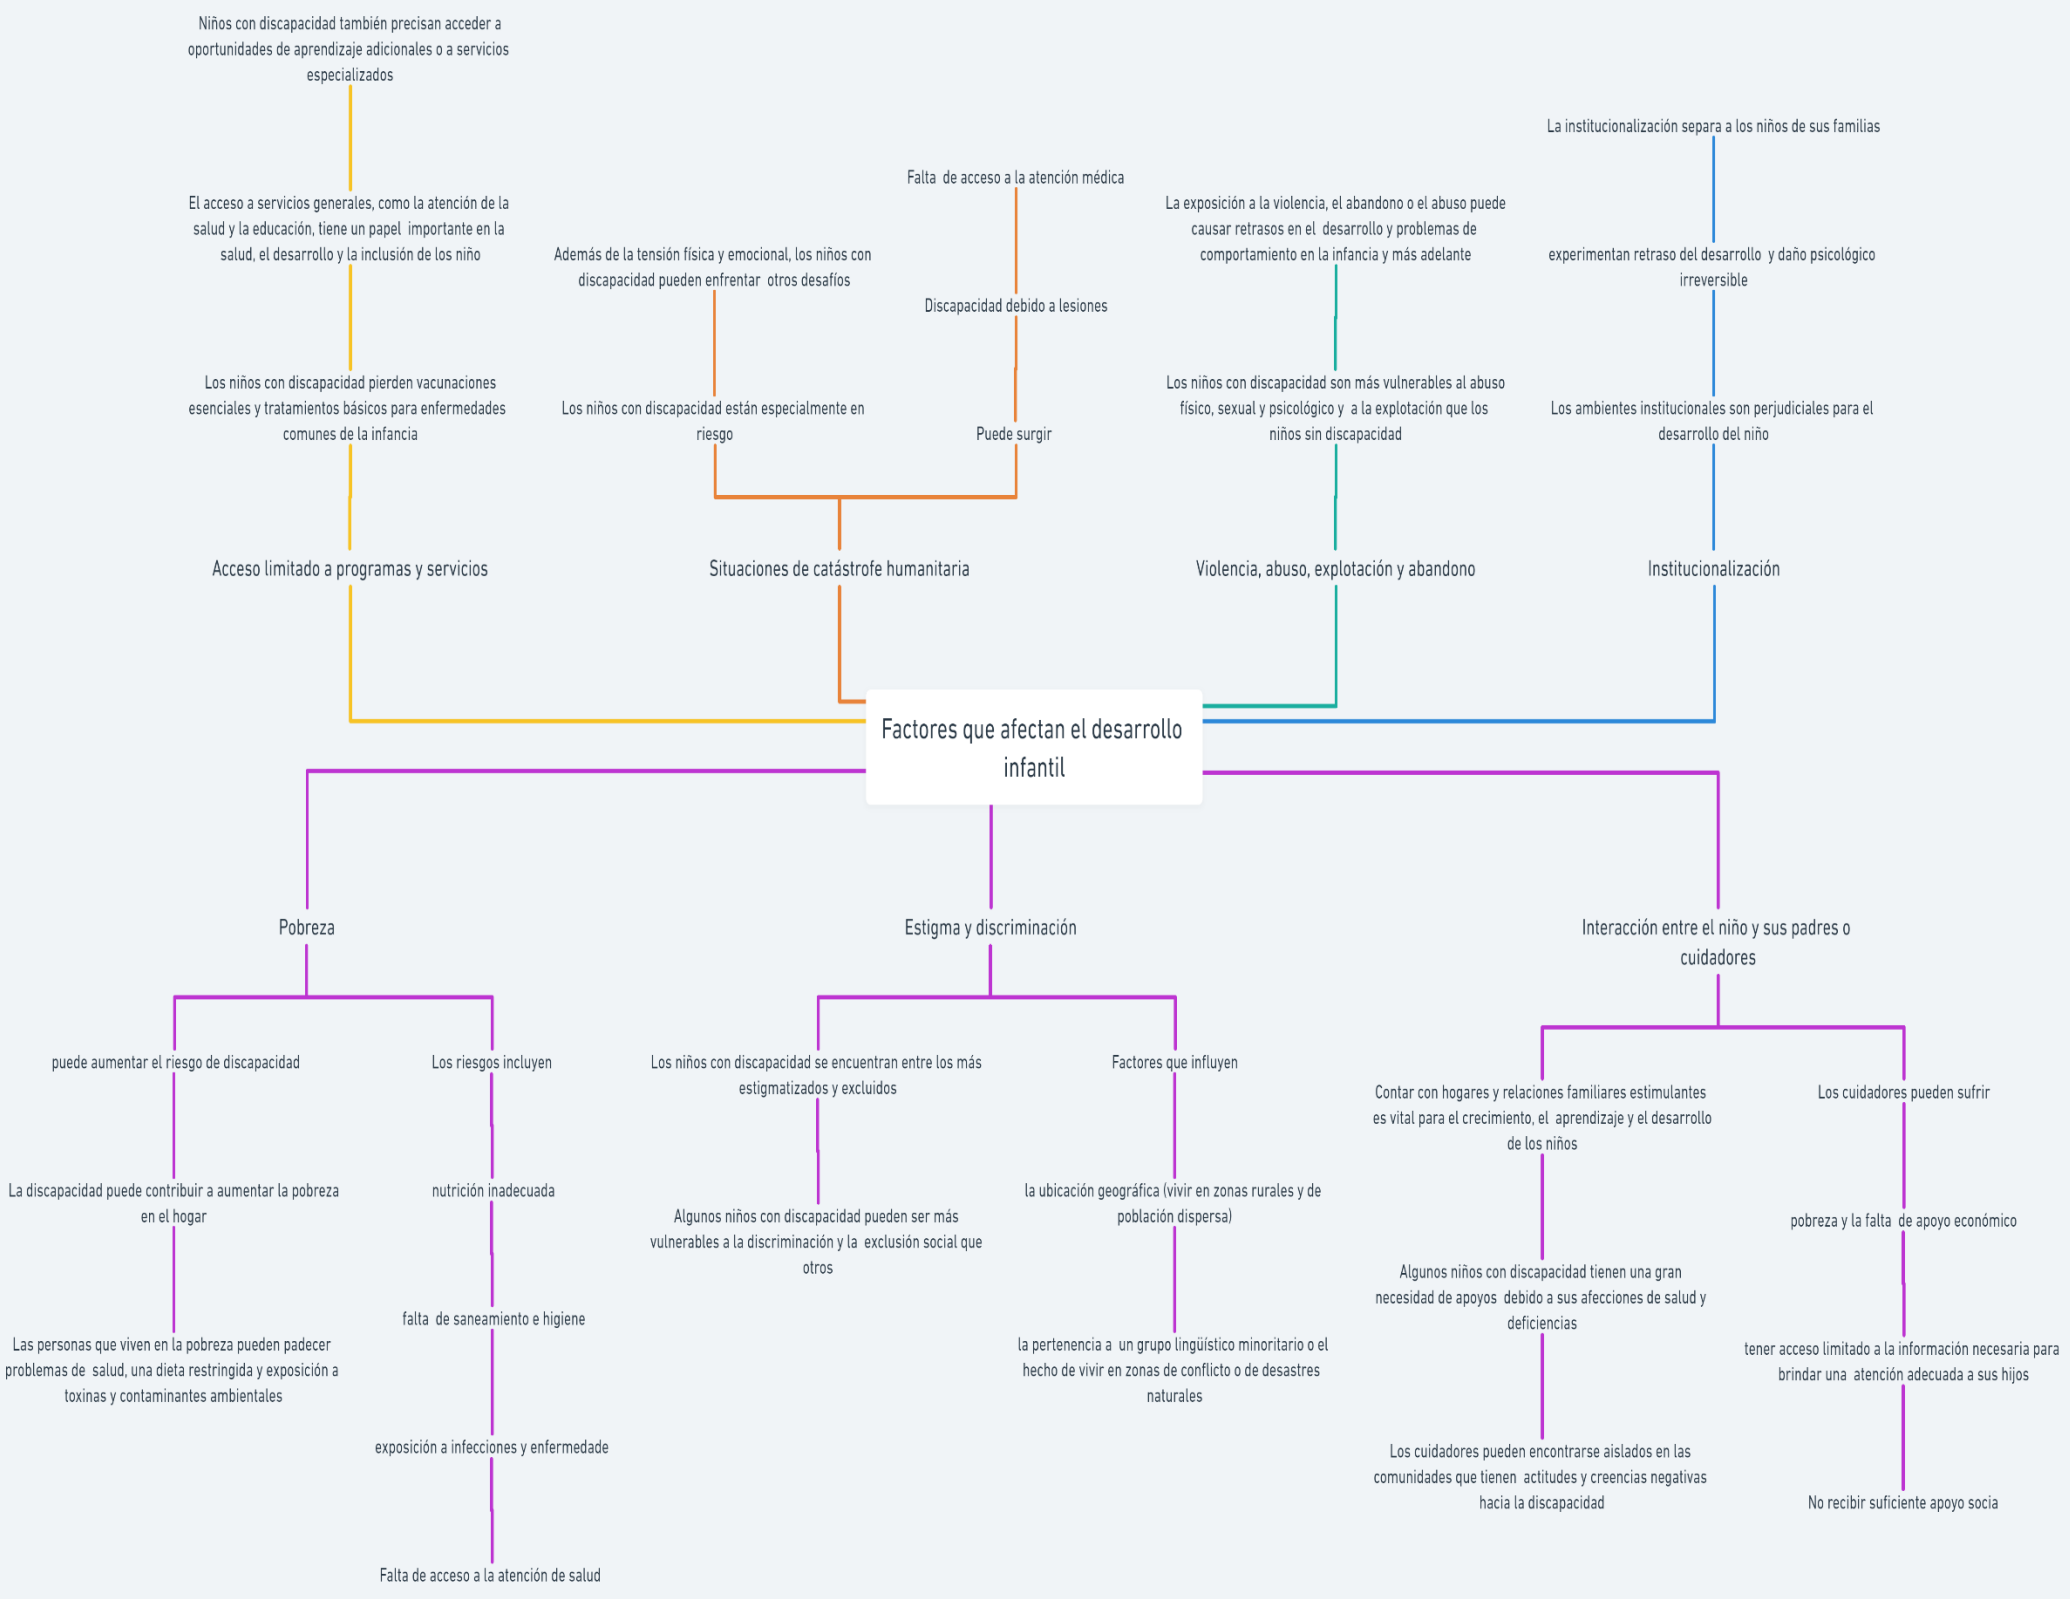 Niños con discapacidad también precisan acceder a
oportunidades de aprendizaje adicionales o a servicios
especializados
El acceso a servicios generales, como la atención de la
salud y la educación, tiene un papel importante en la
salud, el desarrollo y la inclusión de los niño
Los niños con discapacidad pierden vacunaciones
esenciales y tratamientos básicos para enfermedades
comunes de la infancia
Acceso limitado a programas y servicios
Además de la tensión física y emocional, los niños con
discapacidad pueden enfrentar otros desafíos
Los niños con discapacidad están especialmente en
riesgo
Falta de acceso a la atención médica
Discapacidad debido a lesiones
Puede surgir
Situaciones de catástrofe humanitaria
La exposición a la violencia, el abandono o el abuso puede
causar retrasos en el desarrollo y problemas de
comportamiento en la infancia y más adelante
Los niños con discapacidad son más vulnerables al abuso
físico, sexual y psicológico y a la explotación que los
niños sin discapacidad
Violencia, abuso, explotación y abandono
La institucionalización separa a los niños de sus familias
experimentan retraso del desarrollo y daño psicológico
irreversible
Los ambientes institucionales son perjudiciales para el
desarrollo del niño
Institucionalización
Factores que afectan el desarrollo
infantil
Pobreza
puede aumentar el riesgo de discapacidad
La discapacidad puede contribuir a aumentar la pobreza
en el hogar
Las personas que viven en la pobreza pueden padecer
problemas de salud, una dieta restringida y exposición a
toxinas y contaminantes ambientales
Los riesgos incluyen
nutrición inadecuada
falta de saneamiento e higiene
exposición a infecciones y enfermedade
Falta de acceso a la atención de salud
Estigma y discriminación
Los niños con discapacidad se encuentran entre los más
estigmatizados y excluidos
Algunos niños con discapacidad pueden ser más
vulnerables a la discriminación y la exclusión social que
otros
Factores que influyen
la ubicación geográfica (vivir en zonas rurales y de
población dispersa)
la pertenencia a un grupo lingüístico minoritario o el
hecho de vivir en zonas de conflicto o de desastres
naturales
Interacción entre el niño y sus padres o
cuidadores
Contar con hogares y relaciones familiares estimulantes
es vital para el crecimiento, el aprendizaje y el desarrollo
de los niños
Algunos niños con discapacidad tienen una gran
necesidad de apoyos debido a sus afecciones de salud y
deficiencias
Los cuidadores pueden encontrarse aislados en las
comunidades que tienen actitudes y creencias negativas
hacia la discapacidad
Los cuidadores pueden sufrir
pobreza y la falta de apoyo económico
tener acceso limitado a la información necesaria para
brindar una atención adecuada a sus hijos
No recibir suficiente apoyo socia